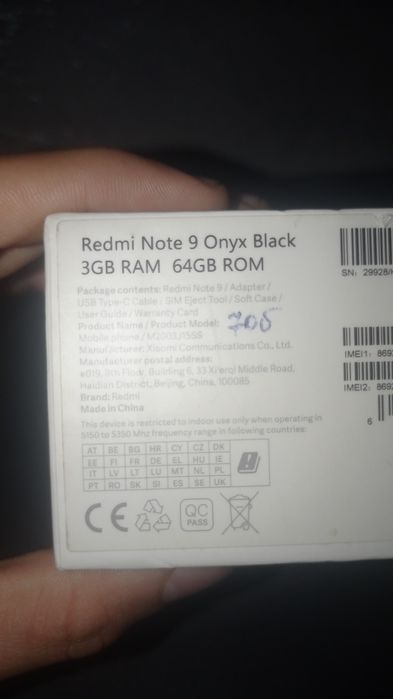 Redmi Note 9 Onyx Black
3GB RAM 64GB ROM
Package contents: Redmi Note 9 / Adapter /
USB Type-C Cable / SIM Eject Tool / Soft Case /
User Guide / Warranty Card
Product Name / Product Model: 705
Mobile phone / M2003J15SS
Manufacturer: Xiaomi Communications Co., Ltd.
Manufacturer postal address:
#019, 9th Floor, Building 6, 33 Xi'erqi Middle Road,
Haidian District, Beijing, China, 100085
Brand: Redmi
Made in China
This device is restricted to indoor use only when operating in
5150 to 5350 Mhz frequency range in following countries:
AT BE BG HR CY CZ DK
EE FI FR DE EL HU IE
IT LV LT LU MT NL PL
PT RO SK SI ES SE UK
CE
QC
PASS
SN: 29928/
IMEI1: 869
IMEI2: 869
6